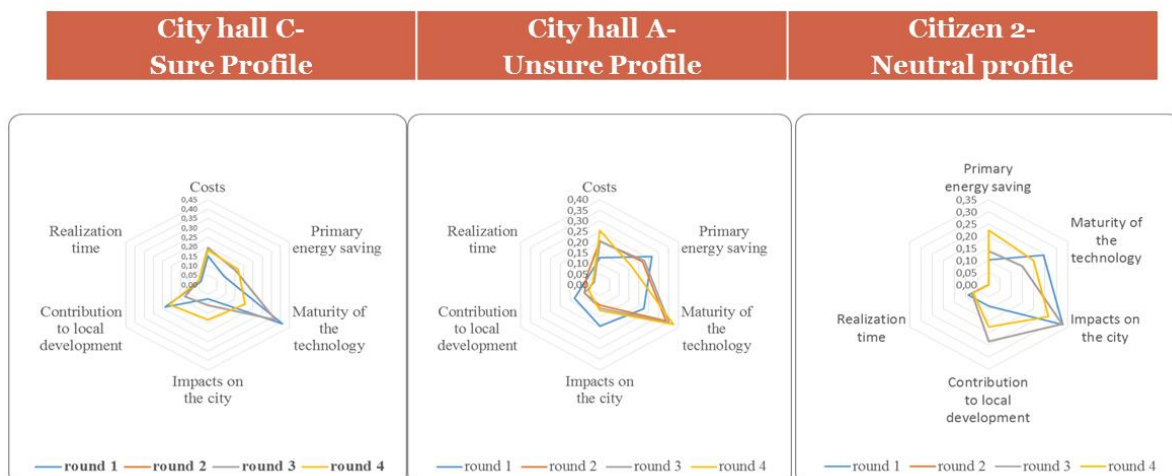 City hall C-
Sure Profile
City hall A-
Unsure Profile
Citizen 2-
Neutral profile
Costs
0,45
0,40
0,35
0,30
0,25
0,20
0,15
0,10
0,05
0,00
Primary
energy saving
Maturity of
the technology
Impacts on
the city
Contribution
to local
development
Realization
time
round 1
round 2
round 3
round 4
Costs
0,40
0,35
0,30
0,25
0,20
0,15
0,10
0,05
0,00
Primary
energy saving
Maturity of
the technology
Impacts on
the city
Contribution
to local
development
Realization
time
round 1
round 2
round 3
round 4
Primary
energy saving
0,35
0,30
0,25
0,20
0,15
0,10
0,05
0,00
Maturity of
the
technology
Impacts on
the city
Contribution
to local
development
Realization
time
round 1
round 2
round 3
round 4